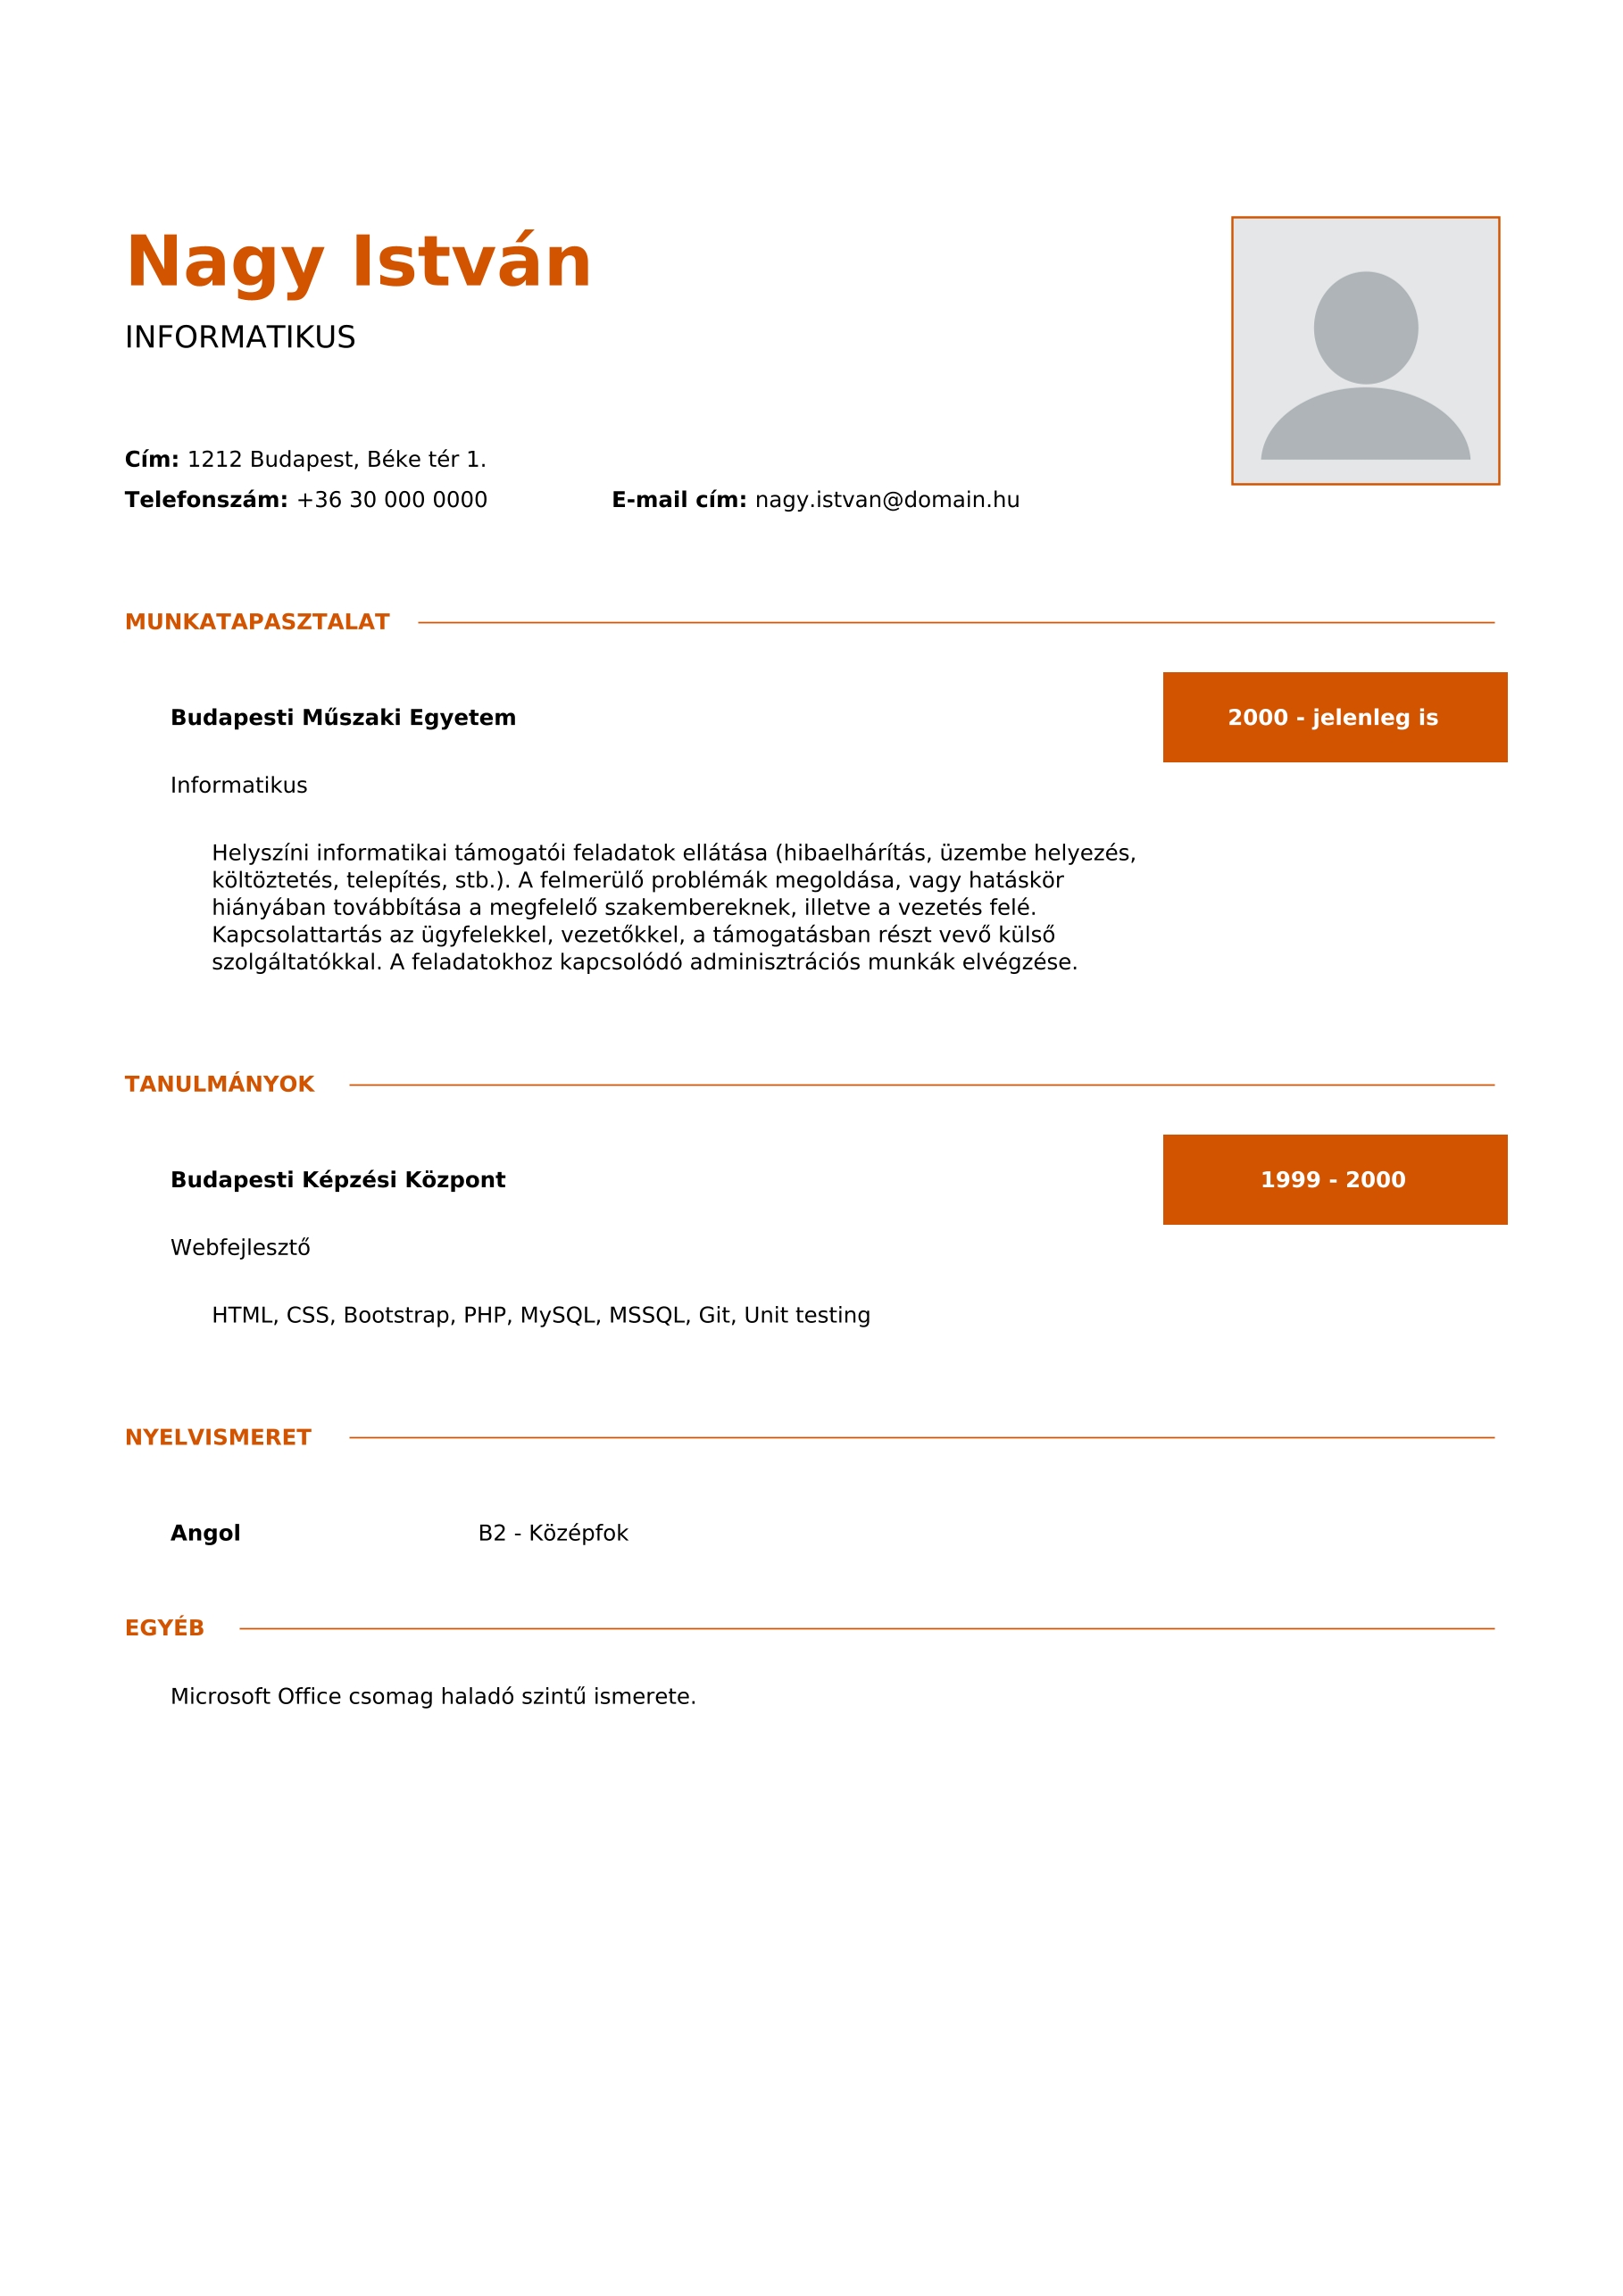 Nagy István
INFORMATIKUS
Cím: 1212 Budapest, Béke tér 1.
Telefonszám: +36 30 000 0000 E-mail cím: nagy.istvan@domain.hu
MUNKATAPASZTALAT
Budapesti Műszaki Egyetem 2000 - jelenleg is
Informatikus
Helyszíni informatikai támogatói feladatok ellátása (hibaelhárítás, üzembe helyezés,
költöztetés, telepítés, stb.). A felmerülő problémák megoldása, vagy hatáskör
hiányában továbbítása a megfelelő szakembereknek, illetve a vezetés felé.
Kapcsolattartás az ügyfelekkel, vezetőkkel, a támogatásban részt vevő külső
szolgáltatókkal. A feladatokhoz kapcsolódó adminisztrációs munkák elvégzése.
TANULMÁNYOK
Budapesti Képzési Központ 1999 - 2000
Webfejlesztő
HTML, CSS, Bootstrap, PHP, MySQL, MSSQL, Git, Unit testing
NYELVISMERET
Angol B2 - Középfok
EGYÉB
Microsoft Office csomag haladó szintű ismerete.